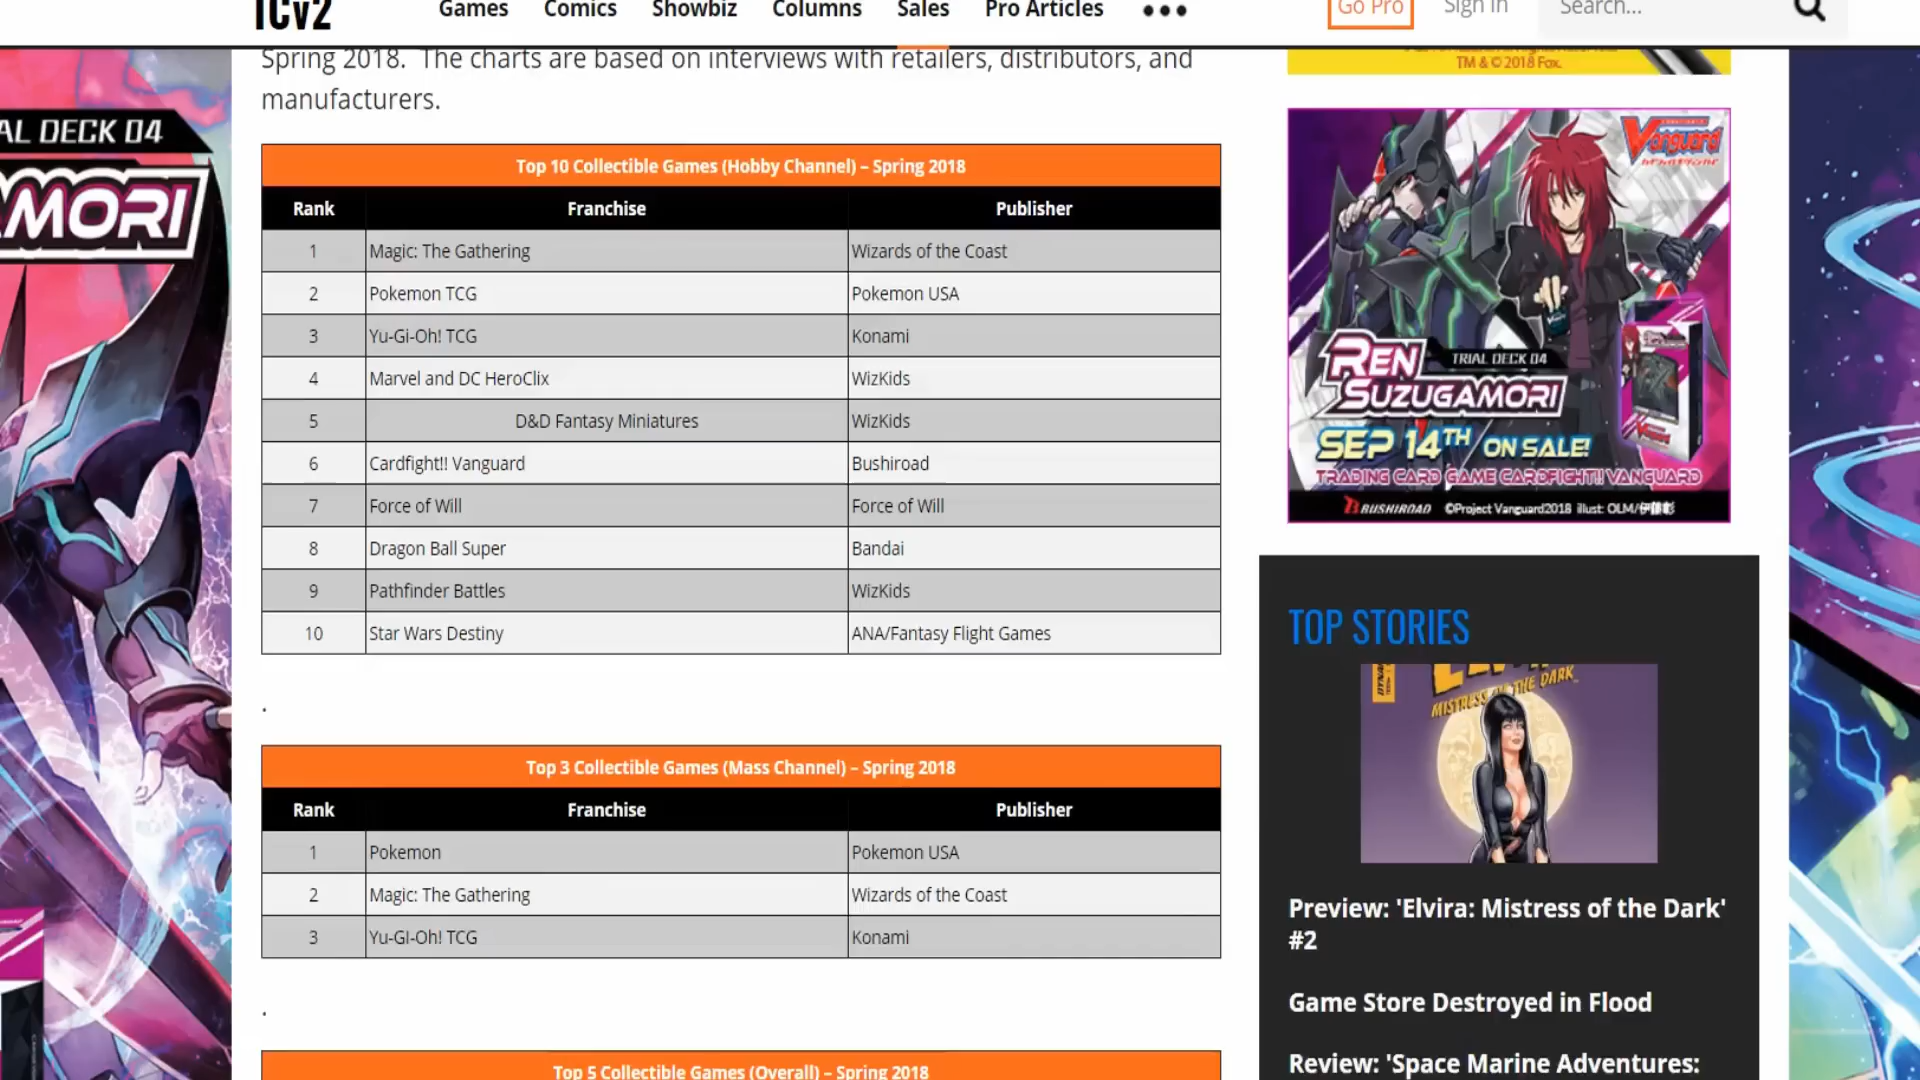 ICv2
Games Comics Showbiz Columns Sales Pro Articles
Go Pro Sign In Search...
Spring 2018. The charts are based on interviews with retailers, distributors, and
manufacturers.
Top 10 Collectible Games (Hobby Channel) – Spring 2018
Rank Franchise Publisher
1 Magic: The Gathering Wizards of the Coast
2 Pokemon TCG Pokemon USA
3 Yu-Gi-Oh! TCG Konami
4 Marvel and DC HeroClix WizKids
5 D&D Fantasy Miniatures WizKids
6 Cardfight!! Vanguard Bushiroad
7 Force of Will Force of Will
8 Dragon Ball Super Bandai
9 Pathfinder Battles WizKids
10 Star Wars Destiny ANA/Fantasy Flight Games
.
Top 3 Collectible Games (Mass Channel) – Spring 2018
Rank Franchise Publisher
1 Pokemon Pokemon USA
2 Magic: The Gathering Wizards of the Coast
3 Yu-GI-Oh! TCG Konami
.
Top 5 Collectible Games (Overall) – Spring 2018
AL DECK 04
AMORI
TM & © 2018 Fox.
Vanguard
TRIAL DECK 04
REN
SUZUGAMORI
SEP 14TH ON SALE!
TRADING CARD GAME CARDFIGHT!! VANGUARD
BUSHIROAD ©Project Vanguard2018 illust: OLM/伊藤彰
TOP STORIES
MISTRESS OF THE DARK
Preview: 'Elvira: Mistress of the Dark'
#2
Game Store Destroyed in Flood
Review: 'Space Marine Adventures: